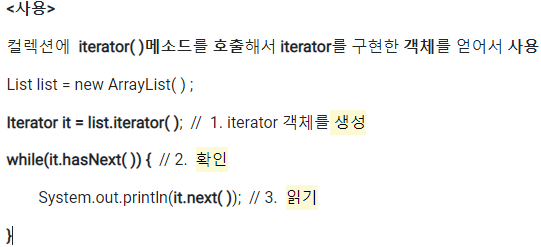 <사용>
컬렉션에 iterator( )메소드를 호출해서 iterator를 구현한 객체를 얻어서 사용
List list = new ArrayList( ) ;
Iterator it = list.iterator( ); // 1. iterator 객체를 생성
while(it.hasNext( )) { // 2. 확인
System.out.println(it.next( )); // 3. 읽기
}